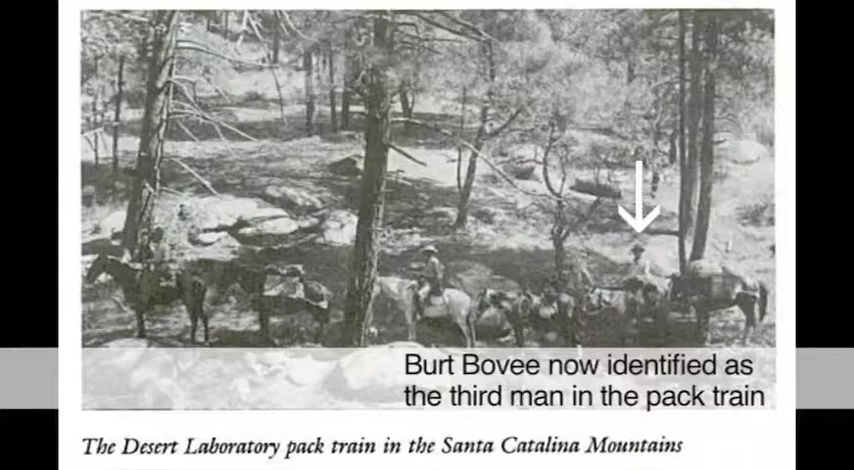 Burt Bovee now identified as
the third man in the pack train
The Desert Laboratory pack train in the Santa Catalina Mountains